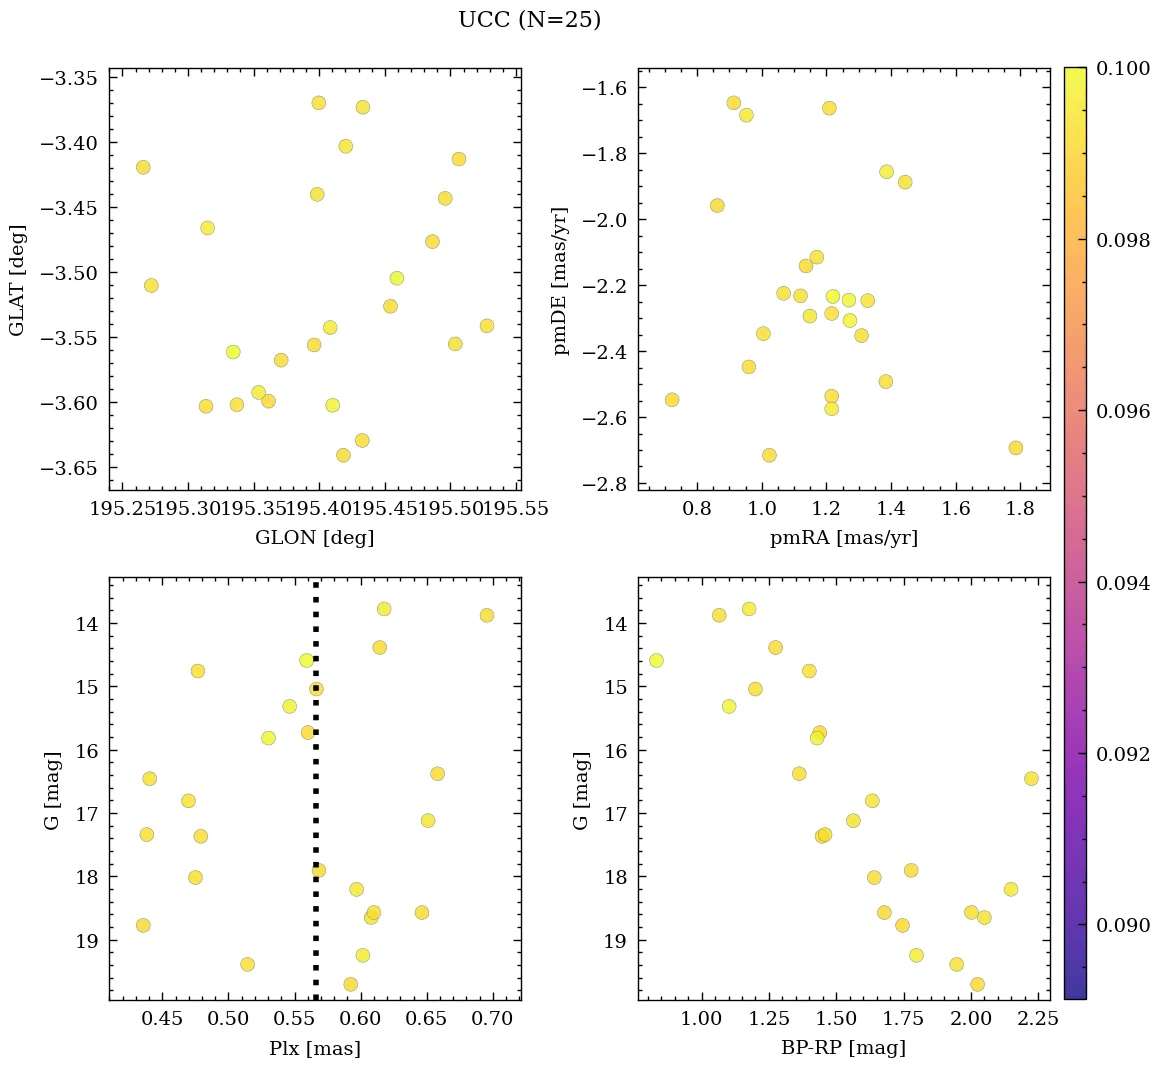 UCC (N=25)
−3.35
−3.40
−3.45
−3.50
−3.55
−3.60
−3.65
GLAT [deg]
195.25 195.30 195.35 195.40 195.45 195.50 195.55
GLON [deg]
−1.6
−1.8
−2.0
−2.2
−2.4
−2.6
−2.8
pmDE [mas/yr]
0.8 1.0 1.2 1.4 1.6 1.8
pmRA [mas/yr]
14
15
16
17
18
19
G [mag]
0.45 0.50 0.55 0.60 0.65 0.70
Plx [mas]
14
15
16
17
18
19
G [mag]
1.00 1.25 1.50 1.75 2.00 2.25
BP-RP [mag]
0.100
0.098
0.096
0.094
0.092
0.090